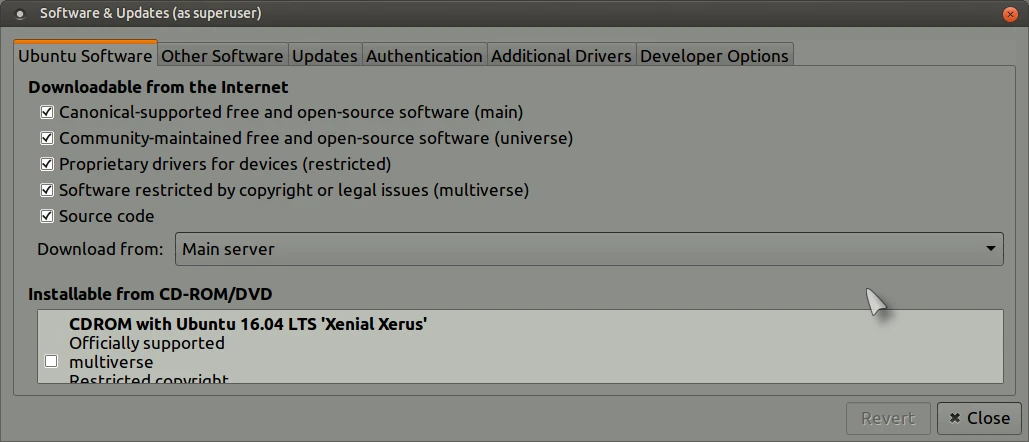 Software & Updates (as superuser)
Ubuntu Software Other Software Updates Authentication Additional Drivers Developer Options
Downloadable from the Internet
Canonical-supported free and open-source software (main)
Community-maintained free and open-source software (universe)
Proprietary drivers for devices (restricted)
Software restricted by copyright or legal issues (multiverse)
Source code
Download from: Main server
Installable from CD-ROM/DVD
CDROM with Ubuntu 16.04 LTS 'Xenial Xerus'
Officially supported
multiverse
Restricted copyright
Revert Close